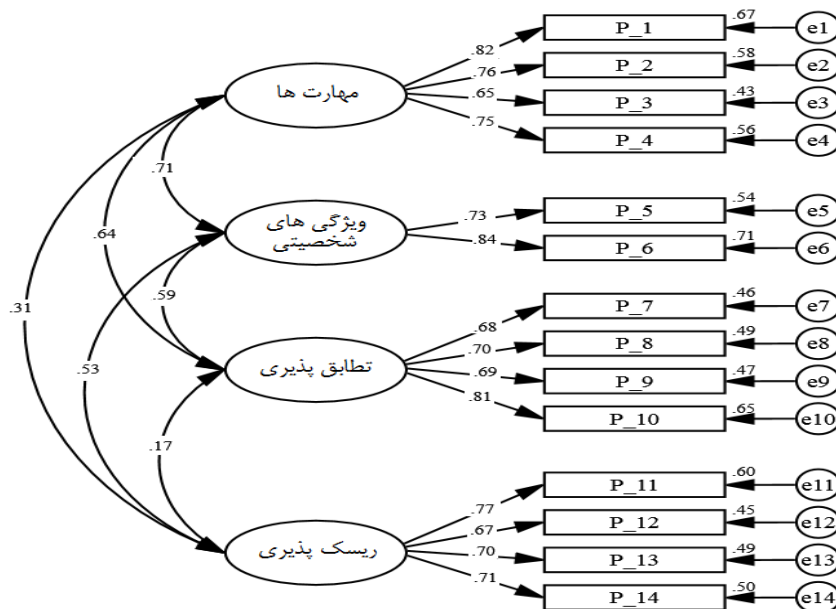 .67
P_1
e1
.82
.58
P_2
e2
.76
.43
P_3
e3
.65
.56
P_4
e4
.75
مهارت ها
.71
.54
P_5
e5
.73
ویژگی های
شخصیتی
.71
P_6
e6
.84
.64
.59
.31
.53
.46
P_7
e7
.68
.49
P_8
e8
.70
.47
P_9
e9
.69
.65
P_10
e10
.81
تطابق پذیری
.17
.60
P_11
e11
.77
.45
P_12
e12
.67
.49
P_13
e13
.70
.50
P_14
e14
.71
ریسک پذیری